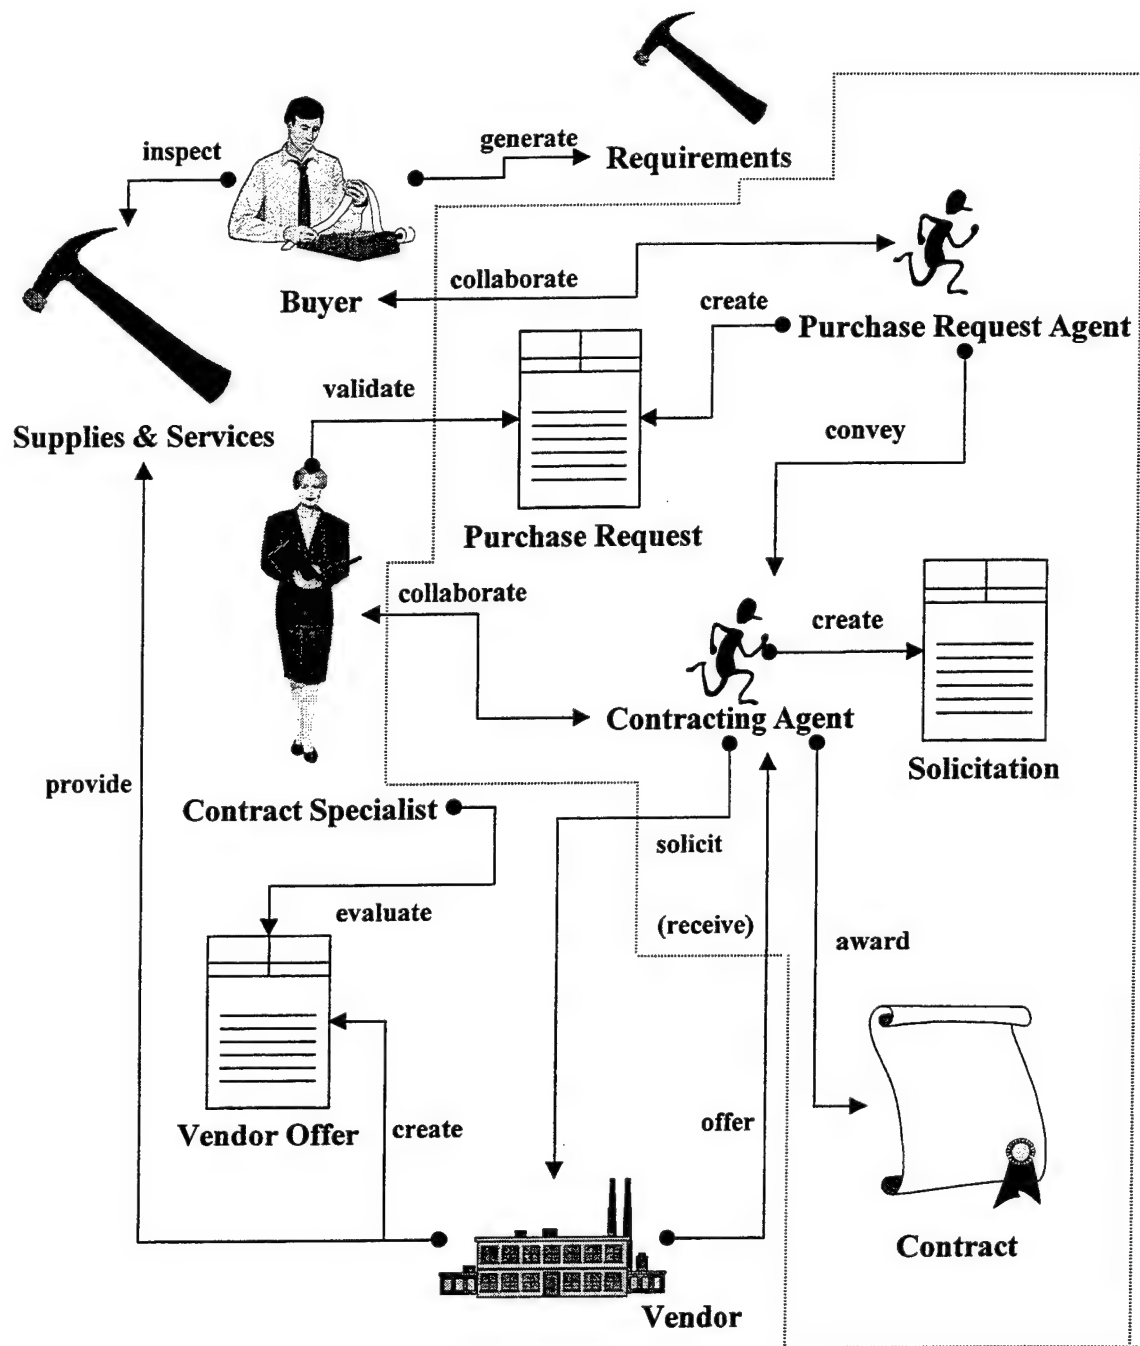 generate
inspect
Requirements
collaborate
Buyer
create
Purchase Request Agent
validate
Supplies & Services
convey
Purchase Request
collaborate
create
Contracting Agent
Solicitation
provide
Contract Specialist
solicit
evaluate
(receive)
award
offer
Vendor Offer
create
Contract
Vendor